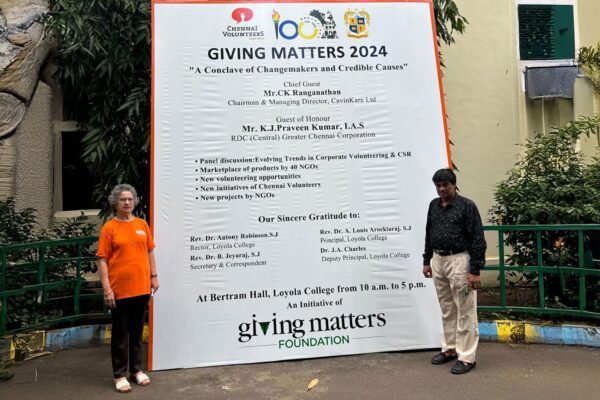 CHENNAI
VOLUNTEERS
100
GIVING MATTERS 2024
"A Conclave of Changemakers and Credible Causes"
Chief Guest
Mr.CK Ranganathan
Chairman & Managing Director, CavinKare Ltd
Guest of Honour
Mr. K.J.Praveen Kumar, I.A.S
RDC (Central) Greater Chennai Corporation
• Panel discussion:Evolving Trends in Corporate Volunteering & CSR
• Marketplace of products by 40 NGOs
• New volunteering opportunities
• New initiatives of Chennai Volunteers
• New projects by NGOs
Our Sincere Gratitude to:
Rev. Dr. Antony Robinson.S.J
Rector, Loyola College
Rev. Dr. B. Jeyaraj, S.J
Secretary & Correspondent
Rev. Dr. A. Louis Arockiaraj, S.J
Principal, Loyola College
Dr. J.A. Charles
Deputy Principal, Loyola College
At Bertram Hall, Loyola College from 10 a.m. to 5 p.m.
An Initiative of
giving matters
FOUNDATION